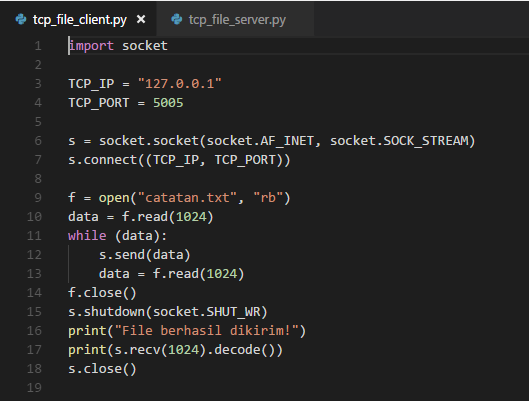 tcp_file_client.py × tcp_file_server.py
1 import socket
2
3 TCP_IP = "127.0.0.1"
4 TCP_PORT = 5005
5
6 s = socket.socket(socket.AF_INET, socket.SOCK_STREAM)
7 s.connect((TCP_IP, TCP_PORT))
8
9 f = open("catatan.txt", "rb")
10 data = f.read(1024)
11 while (data):
12     s.send(data)
13     data = f.read(1024)
14 f.close()
15 s.shutdown(socket.SHUT_WR)
16 print("File berhasil dikirim!")
17 print(s.recv(1024).decode())
18 s.close()
19